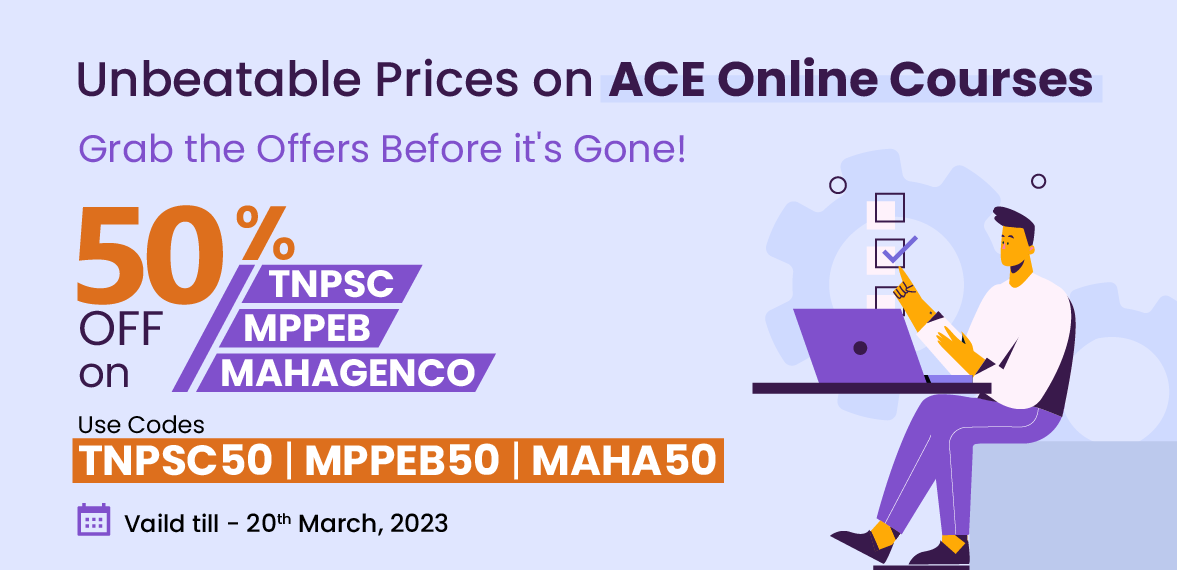 Unbeatable Prices on ACE Online Courses
Grab the Offers Before it's Gone!
50%
OFF
on
TNPSC
MPPEB
MAHAGENCO
Use Codes
TNPSC50 | MPPEB50 | MAHA50
Vaild till - 20th March, 2023